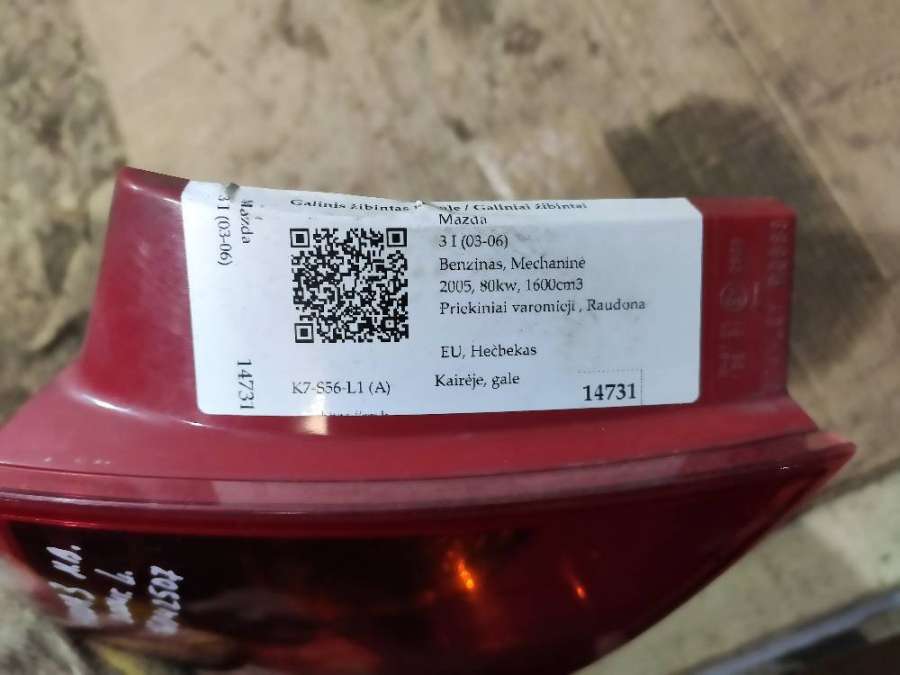 Galinis žibintas / Galiniai žibintai
Mazda
3 I (03-06)
Benzinas, Mechaninė
2005, 80kw, 1600cm3
Priekiniai varomieji , Raudona
EU, Hečbekas
Kairėje, gale
14731
K7-S56-L1 (A)
Mazda
3 I (03-06)
14731